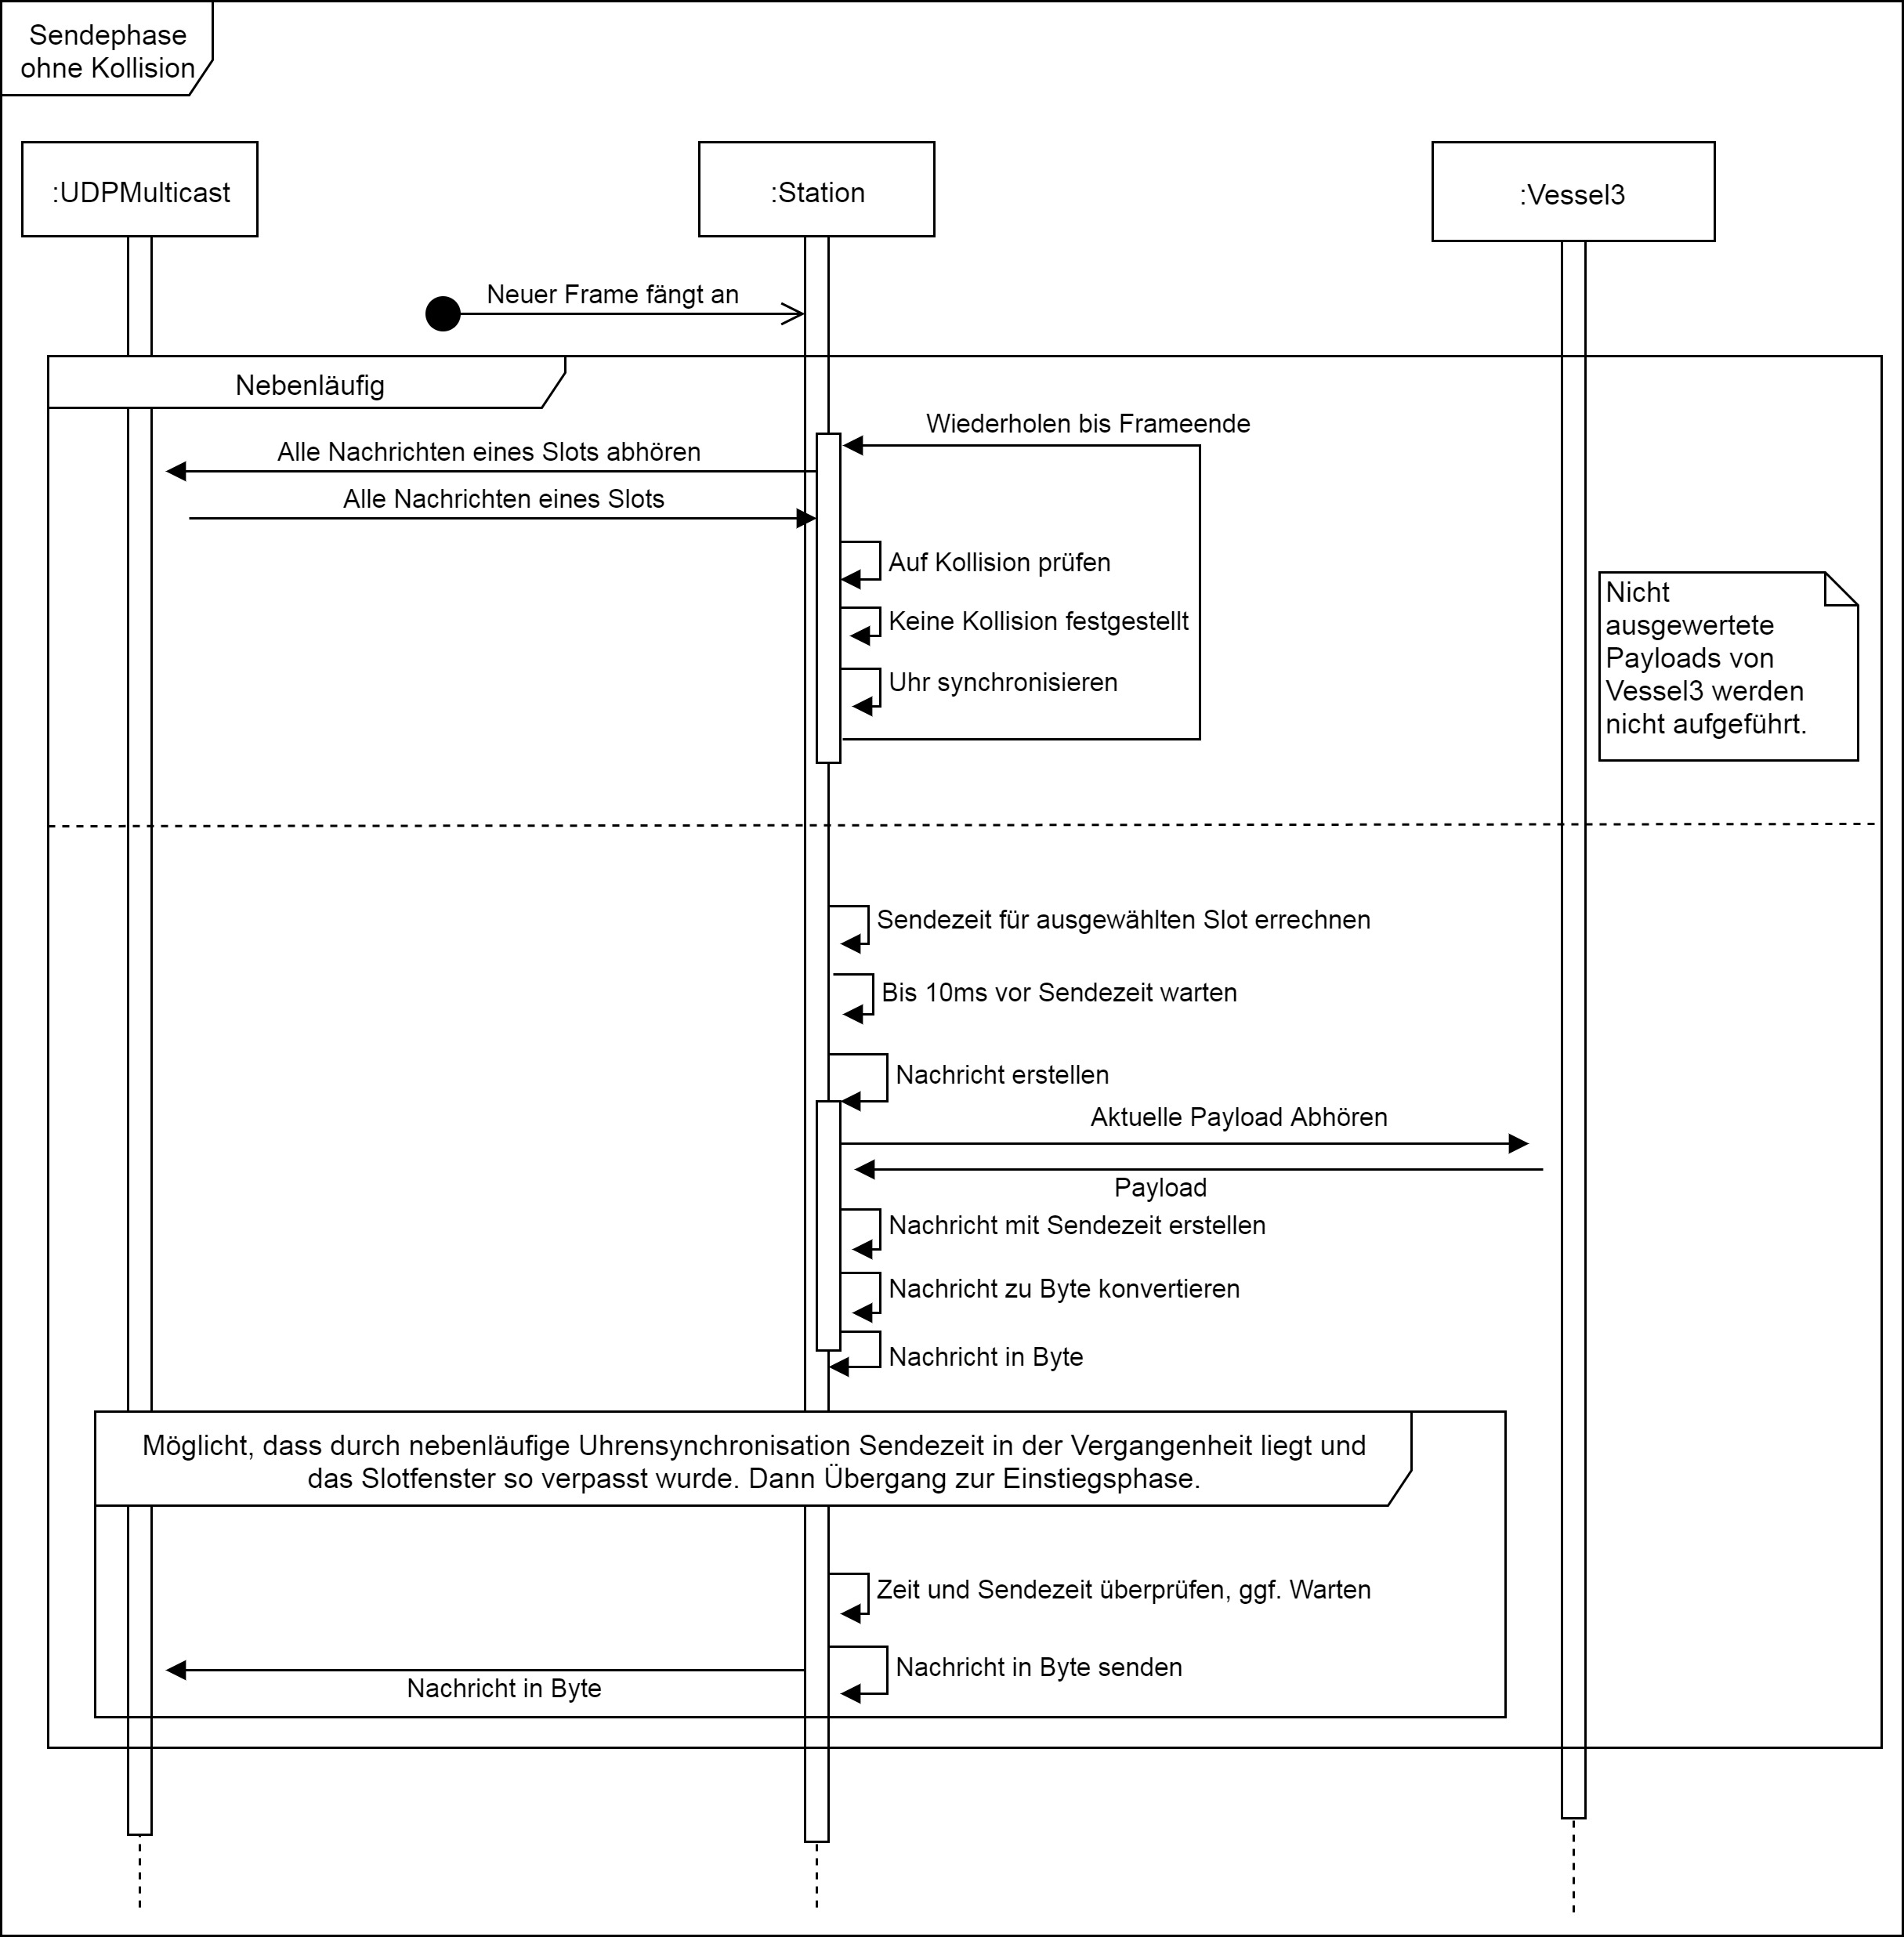 Sendephase
ohne Kollision
:UDPMulticast
:Station
:Vessel3
Neuer Frame fängt an
Nebenläufig
Wiederholen bis Frameende
Alle Nachrichten eines Slots abhören
Alle Nachrichten eines Slots
Auf Kollision prüfen
Keine Kollision festgestellt
Uhr synchronisieren
Nicht
ausgewertete
Payloads von
Vessel3 werden
nicht aufgeführt.
Sendezeit für ausgewählten Slot errechnen
Bis 10ms vor Sendezeit warten
Nachricht erstellen
Aktuelle Payload Abhören
Payload
Nachricht mit Sendezeit erstellen
Nachricht zu Byte konvertieren
Nachricht in Byte
Möglicht, dass durch nebenläufige Uhrensynchronisation Sendezeit in der Vergangenheit liegt und
das Slotfenster so verpasst wurde. Dann Übergang zur Einstiegsphase.
Zeit und Sendezeit überprüfen, ggf. Warten
Nachricht in Byte senden
Nachricht in Byte